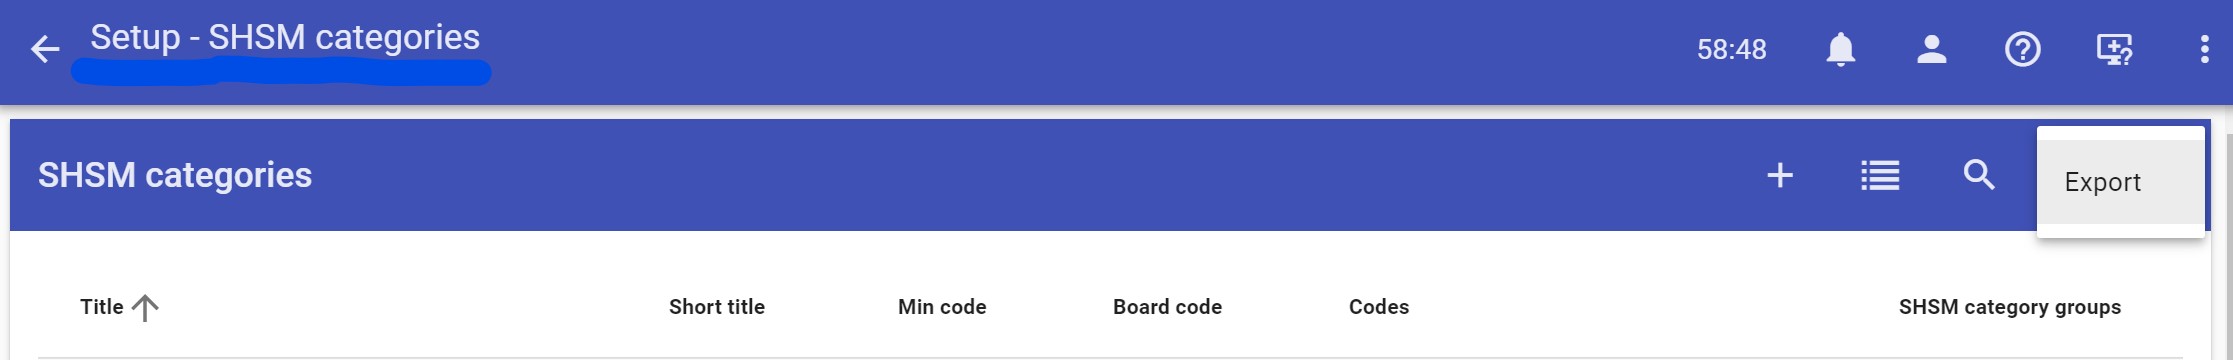 Setup - SHSM categories
58:48
SHSM categories
Export
Title
Short title
Min code
Board code
Codes
SHSM category groups